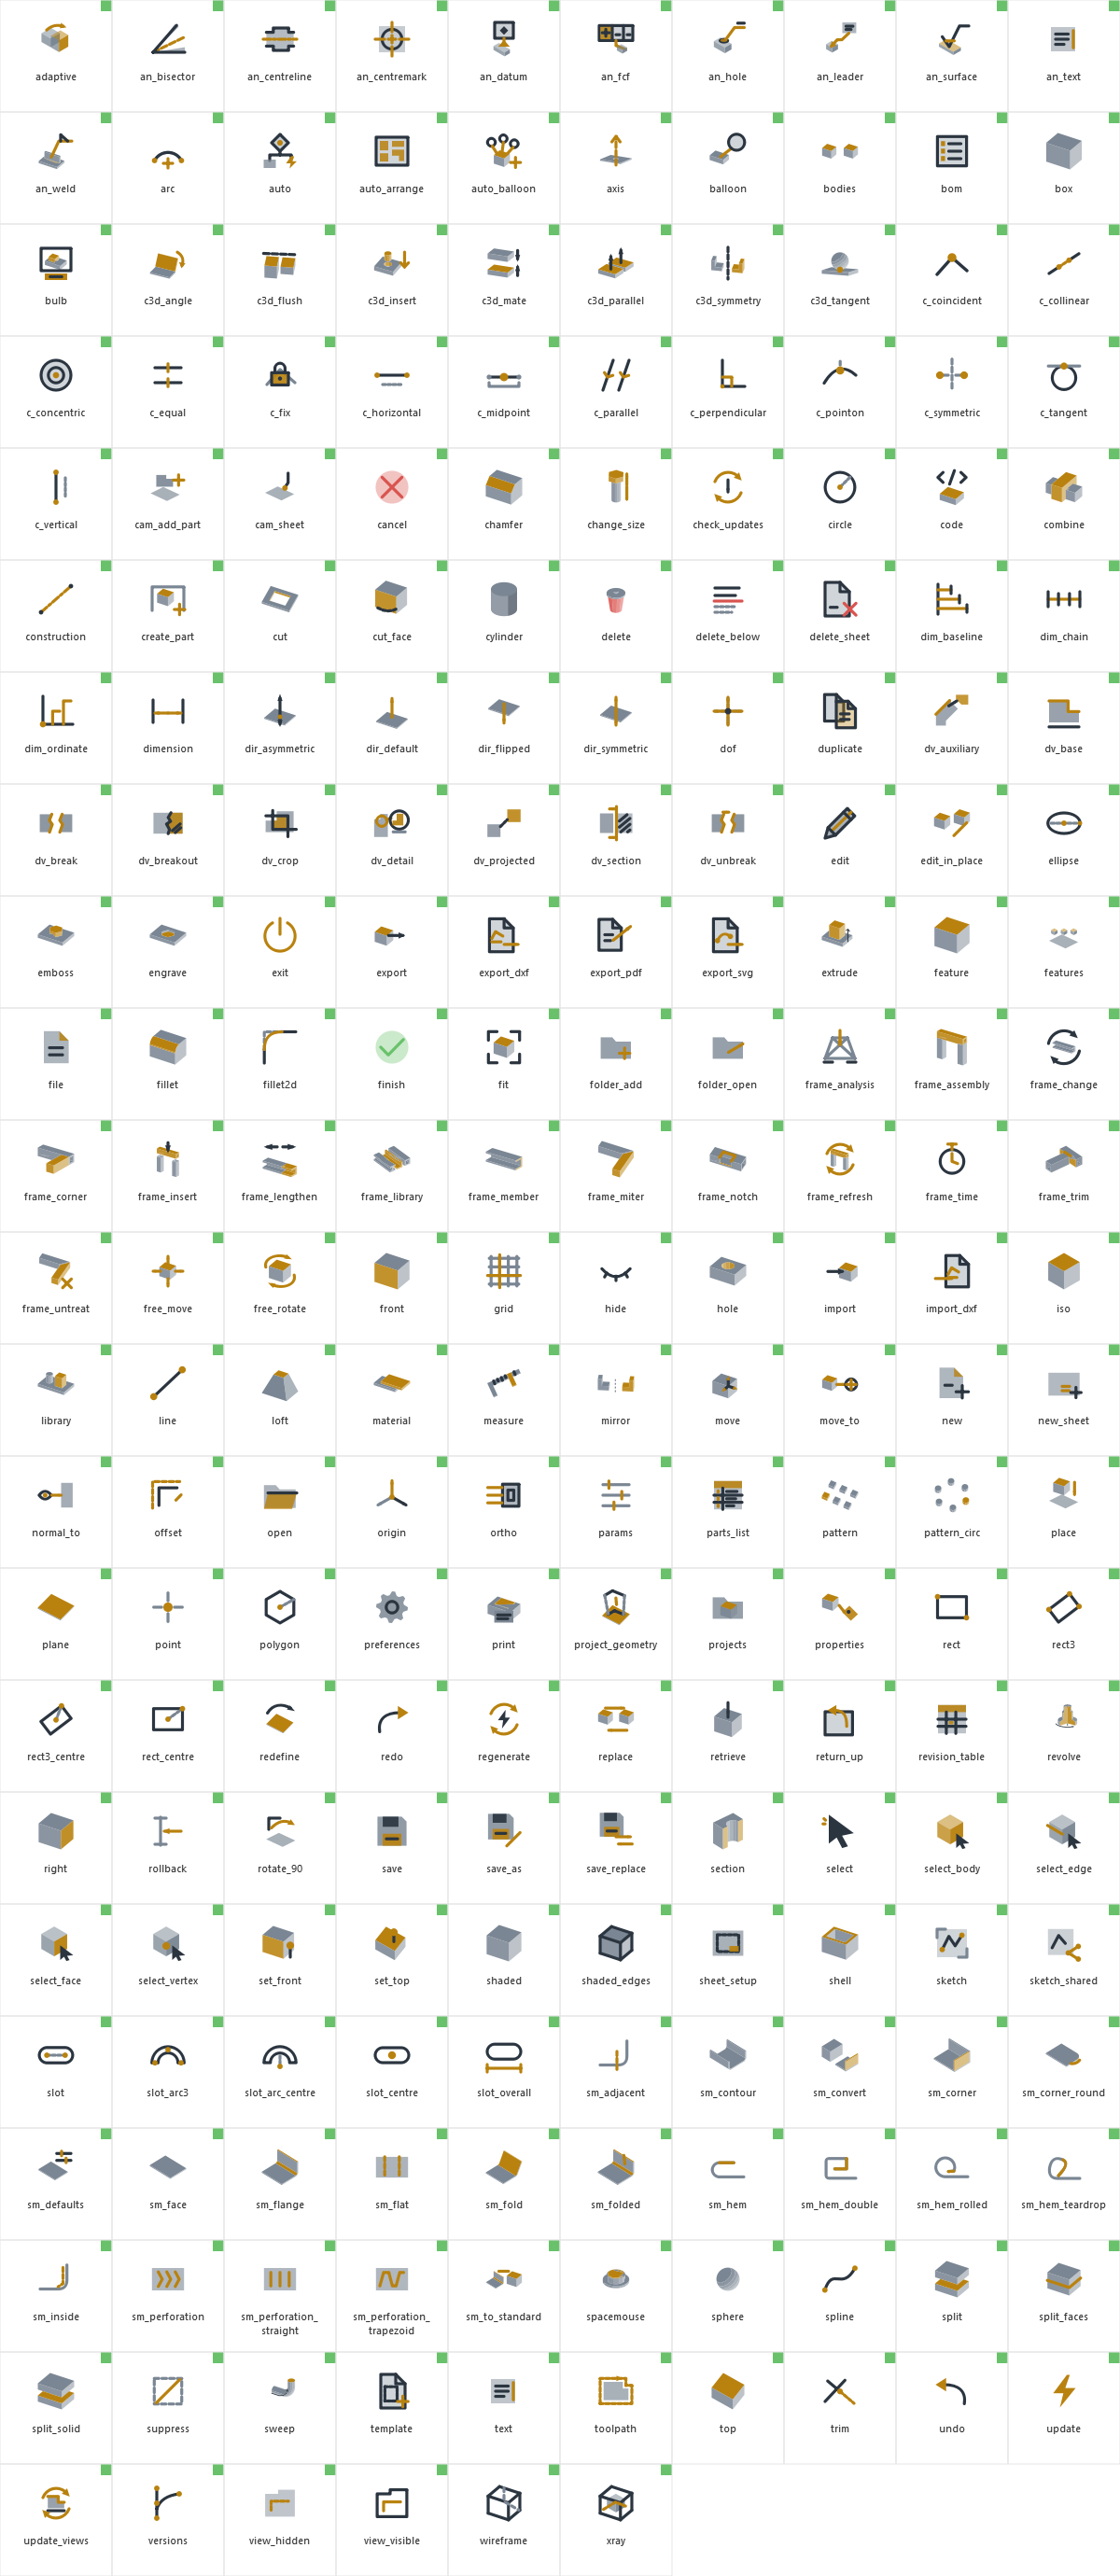 adaptive
an_bisector
an_centreline
an_centremark
an_datum
an_fcf
an_hole
an_leader
an_surface
an_text
an_weld
arc
auto
auto_arrange
auto_balloon
axis
balloon
bodies
bom
box
bulb
c3d_angle
c3d_flush
c3d_insert
c3d_mate
c3d_parallel
c3d_symmetry
c3d_tangent
c_coincident
c_collinear
c_concentric
c_equal
c_fix
c_horizontal
c_midpoint
c_parallel
c_perpendicular
c_pointon
c_symmetric
c_tangent
c_vertical
cam_add_part
cam_sheet
cancel
chamfer
change_size
check_updates
circle
code
combine
construction
create_part
cut
cut_face
cylinder
delete
delete_below
delete_sheet
dim_baseline
dim_chain
dim_ordinate
dimension
dir_asymmetric
dir_default
dir_flipped
dir_symmetric
dof
duplicate
dv_auxiliary
dv_base
dv_break
dv_breakout
dv_crop
dv_detail
dv_projected
dv_section
dv_unbreak
edit
edit_in_place
ellipse
emboss
engrave
exit
export
export_dxf
export_pdf
export_svg
extrude
feature
features
file
fillet
fillet2d
finish
fit
folder_add
folder_open
frame_analysis
frame_assembly
frame_change
frame_corner
frame_insert
frame_lengthen
frame_library
frame_member
frame_miter
frame_notch
frame_refresh
frame_time
frame_trim
frame_untreat
free_move
free_rotate
front
grid
hide
hole
import
import_dxf
iso
library
line
loft
material
measure
mirror
move
move_to
new
new_sheet
normal_to
offset
open
origin
ortho
params
parts_list
pattern
pattern_circ
place
plane
point
polygon
preferences
print
project_geometry
projects
properties
rect
rect3
rect3_centre
rect_centre
redefine
redo
regenerate
replace
retrieve
return_up
revision_table
revolve
right
rollback
rotate_90
save
save_as
save_replace
section
select
select_body
select_edge
select_face
select_vertex
set_front
set_top
shaded
shaded_edges
sheet_setup
shell
sketch
sketch_shared
slot
slot_arc3
slot_arc_centre
slot_centre
slot_overall
sm_adjacent
sm_contour
sm_convert
sm_corner
sm_corner_round
sm_defaults
sm_face
sm_flange
sm_flat
sm_fold
sm_folded
sm_hem
sm_hem_double
sm_hem_rolled
sm_hem_teardrop
sm_inside
sm_perforation
sm_perforation_
straight
sm_perforation_
trapezoid
sm_to_standard
spacemouse
sphere
spline
split
split_faces
split_solid
suppress
sweep
template
text
toolpath
top
trim
undo
update
update_views
versions
view_hidden
view_visible
wireframe
xray